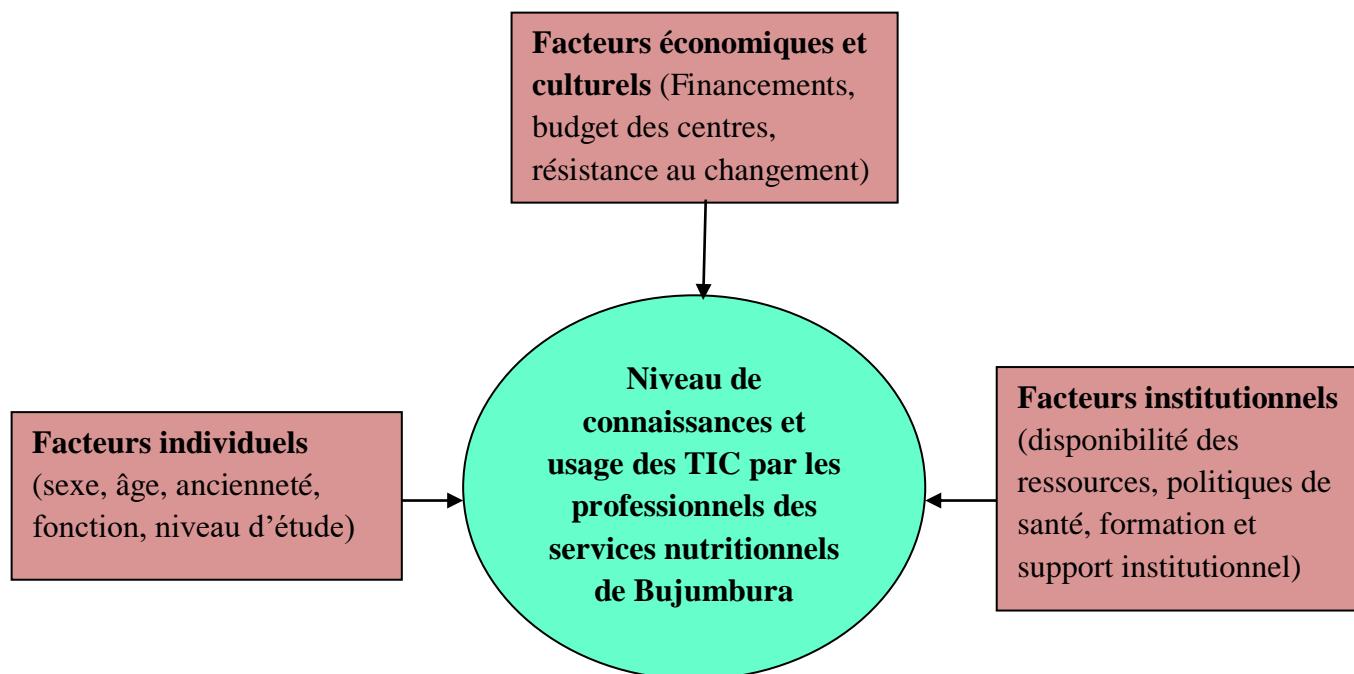 Facteurs économiques et
culturels (Financements,
budget des centres,
résistance au changement)
Niveau de
connaissances et
usage des TIC par les
professionnels des
services nutritionnels
de Bujumbura
Facteurs individuels
(sexe, âge, ancienneté,
fonction, niveau d’étude)
Facteurs institutionnels
(disponibilité des
ressources, politiques de
santé, formation et
support institutionnel)